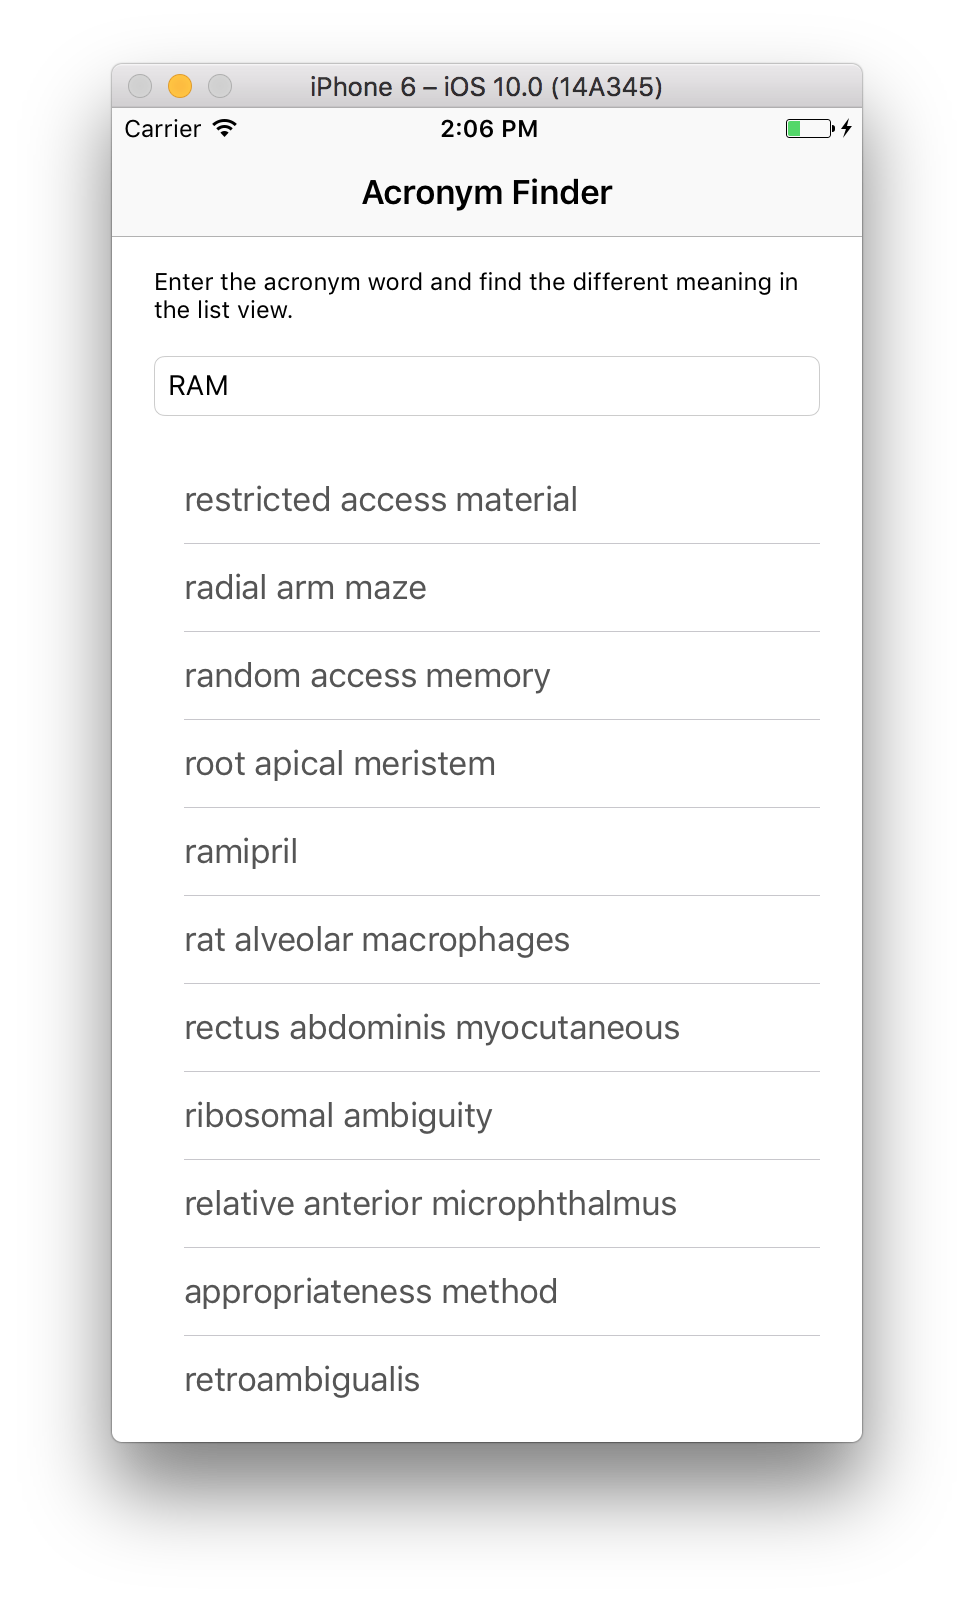 iPhone 6 – iOS 10.0 (14A345)
Carrier 2:06 PM
Acronym Finder
Enter the acronym word and find the different meaning in
the list view.
RAM
restricted access material
radial arm maze
random access memory
root apical meristem
ramipril
rat alveolar macrophages
rectus abdominis myocutaneous
ribosomal ambiguity
relative anterior microphthalmus
appropriateness method
retroambigualis